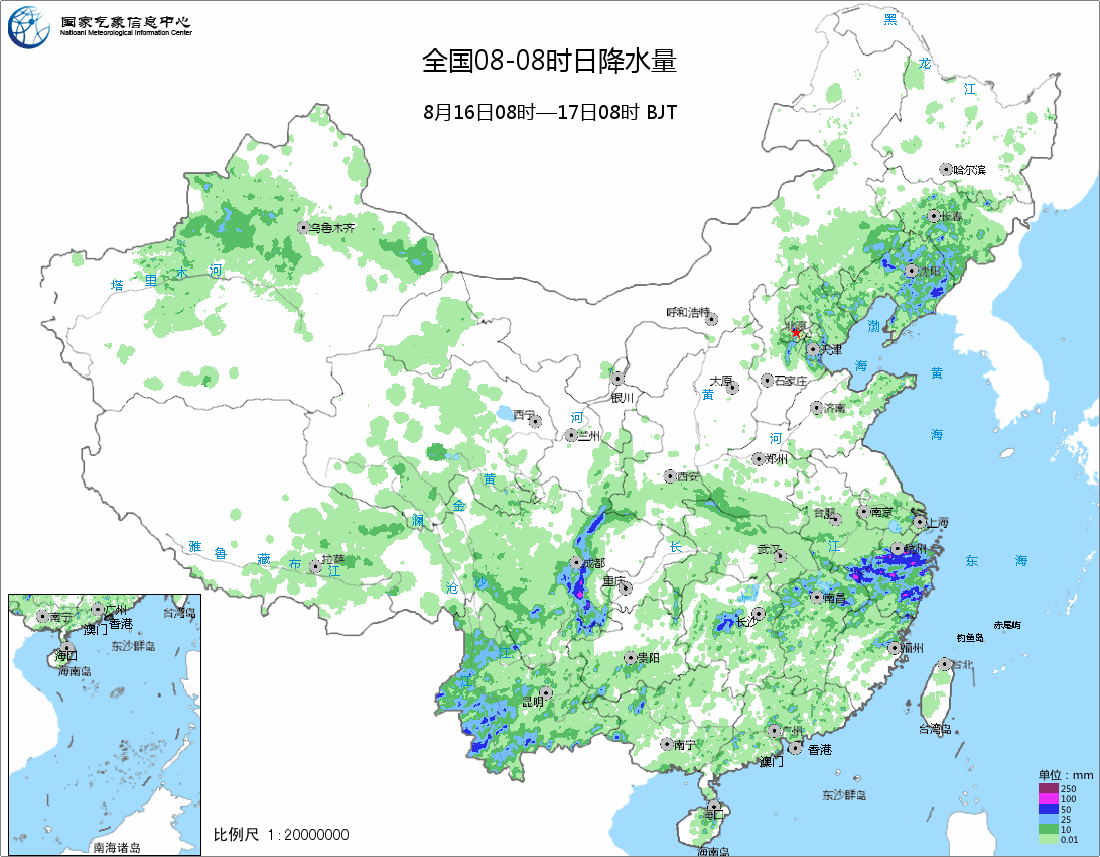 国家气象信息中心
Naitioanl Meteorological Information Center
全国08-08时日降水量
8月16日08时—17日08时 BJT
黑
龙
江
哈尔滨
长春
乌鲁木齐
沈阳
塔 里 木 河
呼和浩特
北京
渤
天津
海
黄
太原
石家庄
银川
黄
济南
西宁
河
兰州
河
海
郑州
黄
西安
金
澜
合肥
南京
上海
雅 鲁 藏 布 江
拉萨
长
武汉
江
杭州
东 海
成都
沧
沙
重庆
南昌
长沙
赤尾屿
钓鱼岛
江
福州
贵阳
台北
江
昆明
广州
台湾岛
南宁
香港
澳门
东沙群岛
海口
海南岛
南宁
广州
台湾岛
澳门
香港
东沙群岛
海口
海南岛
南海诸岛
比例尺 1:20000000
单位：mm
250
100
50
25
10
0.01